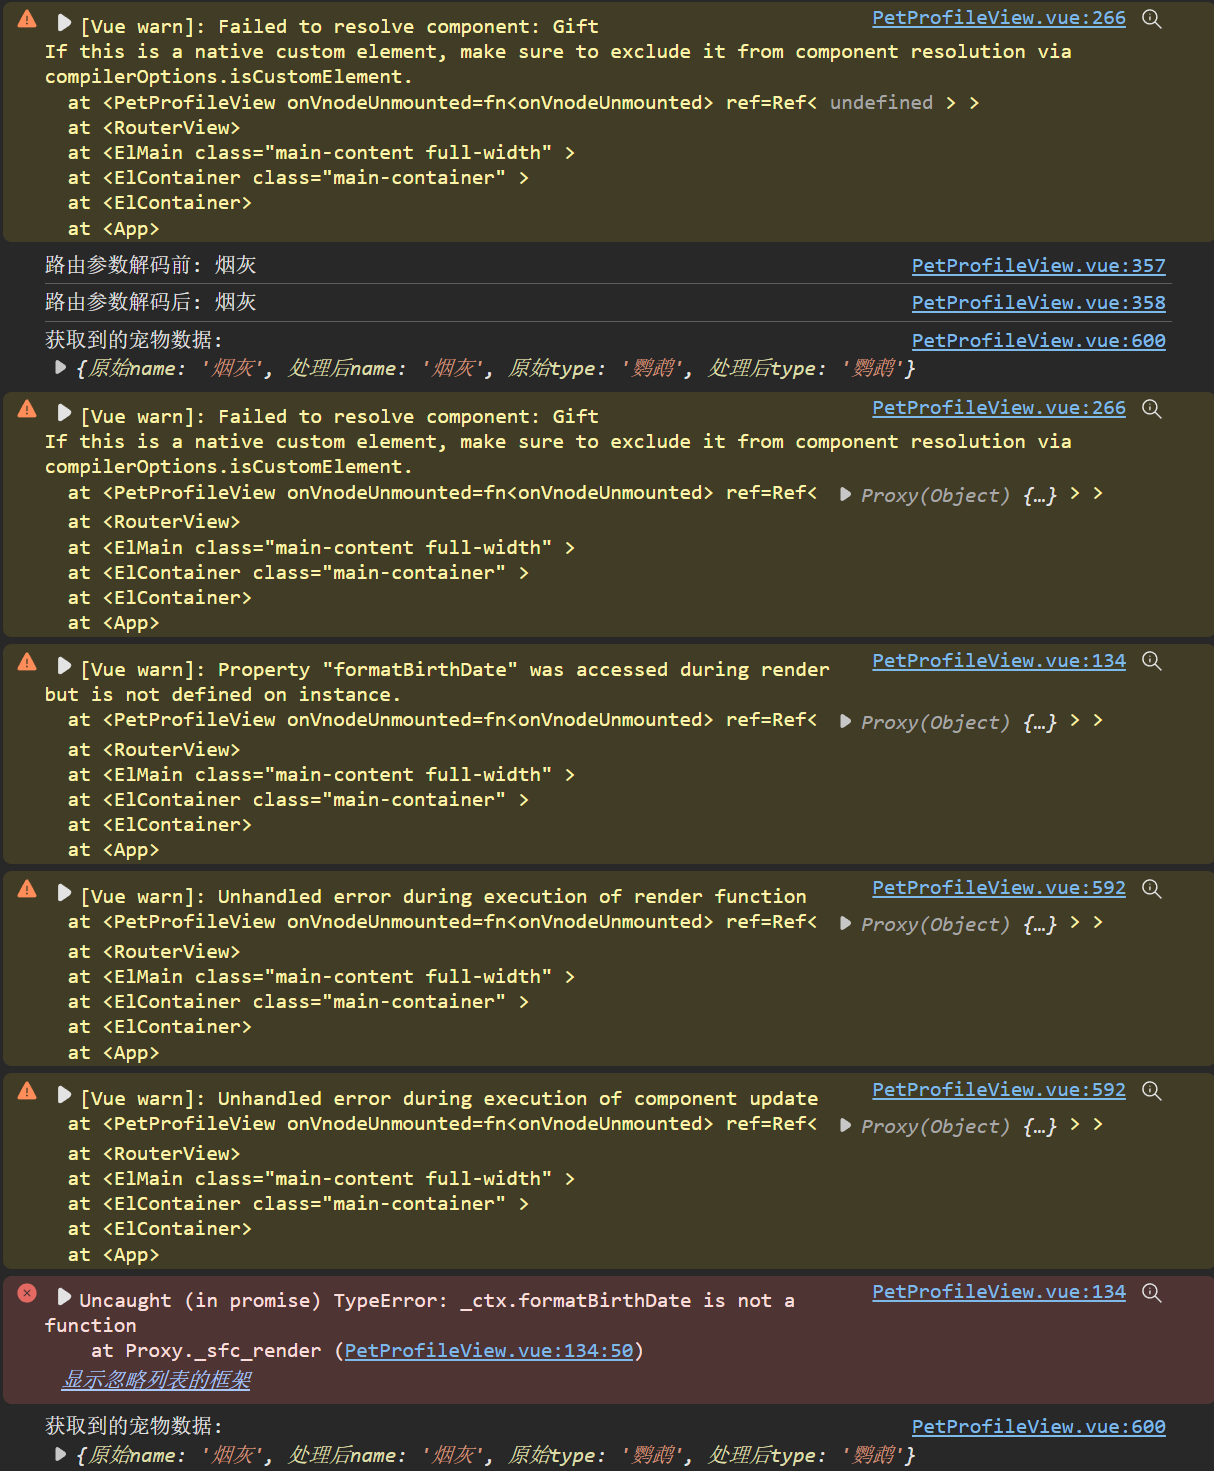 [Vue warn]: Failed to resolve component: Gift PetProfileView.vue:266
If this is a native custom element, make sure to exclude it from component resolution via
compilerOptions.isCustomElement.
at <PetProfileView onVnodeUnmounted=fn<onVnodeUnmounted> ref=Ref< undefined > >
at <RouterView>
at <ElMain class="main-content full-width" >
at <ElContainer class="main-container" >
at <ElContainer>
at <App>
路由参数解码前: 烟灰 PetProfileView.vue:357
路由参数解码后: 烟灰 PetProfileView.vue:358
获取到的宠物数据: PetProfileView.vue:600
{原始name: '烟灰', 处理后name: '烟灰', 原始type: '鹦鹉', 处理后type: '鹦鹉'}
[Vue warn]: Failed to resolve component: Gift PetProfileView.vue:266
If this is a native custom element, make sure to exclude it from component resolution via
compilerOptions.isCustomElement.
at <PetProfileView onVnodeUnmounted=fn<onVnodeUnmounted> ref=Ref< Proxy(Object) {…} > >
at <RouterView>
at <ElMain class="main-content full-width" >
at <ElContainer class="main-container" >
at <ElContainer>
at <App>
[Vue warn]: Property "formatBirthDate" was accessed during render PetProfileView.vue:134
but is not defined on instance.
at <PetProfileView onVnodeUnmounted=fn<onVnodeUnmounted> ref=Ref< Proxy(Object) {…} > >
at <RouterView>
at <ElMain class="main-content full-width" >
at <ElContainer class="main-container" >
at <ElContainer>
at <App>
[Vue warn]: Unhandled error during execution of render function PetProfileView.vue:592
at <PetProfileView onVnodeUnmounted=fn<onVnodeUnmounted> ref=Ref< Proxy(Object) {…} > >
at <RouterView>
at <ElMain class="main-content full-width" >
at <ElContainer class="main-container" >
at <ElContainer>
at <App>
[Vue warn]: Unhandled error during execution of component update PetProfileView.vue:592
at <PetProfileView onVnodeUnmounted=fn<onVnodeUnmounted> ref=Ref< Proxy(Object) {…} > >
at <RouterView>
at <ElMain class="main-content full-width" >
at <ElContainer class="main-container" >
at <ElContainer>
at <App>
Uncaught (in promise) TypeError: _ctx.formatBirthDate is not a PetProfileView.vue:134
function
at Proxy._sfc_render (PetProfileView.vue:134:50)
显示忽略列表的框架
获取到的宠物数据: PetProfileView.vue:600
{原始name: '烟灰', 处理后name: '烟灰', 原始type: '鹦鹉', 处理后type: '鹦鹉'}